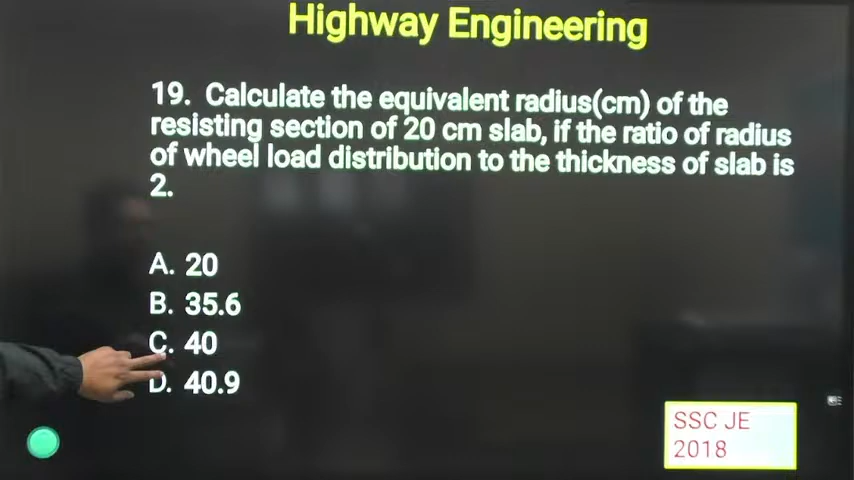 Highway Engineering
19. Calculate the equivalent radius(cm) of the
resisting section of 20 cm slab, if the ratio of radius
of wheel load distribution to the thickness of slab is
2.
A. 20
B. 35.6
C. 40
D. 40.9
SSC JE
2018